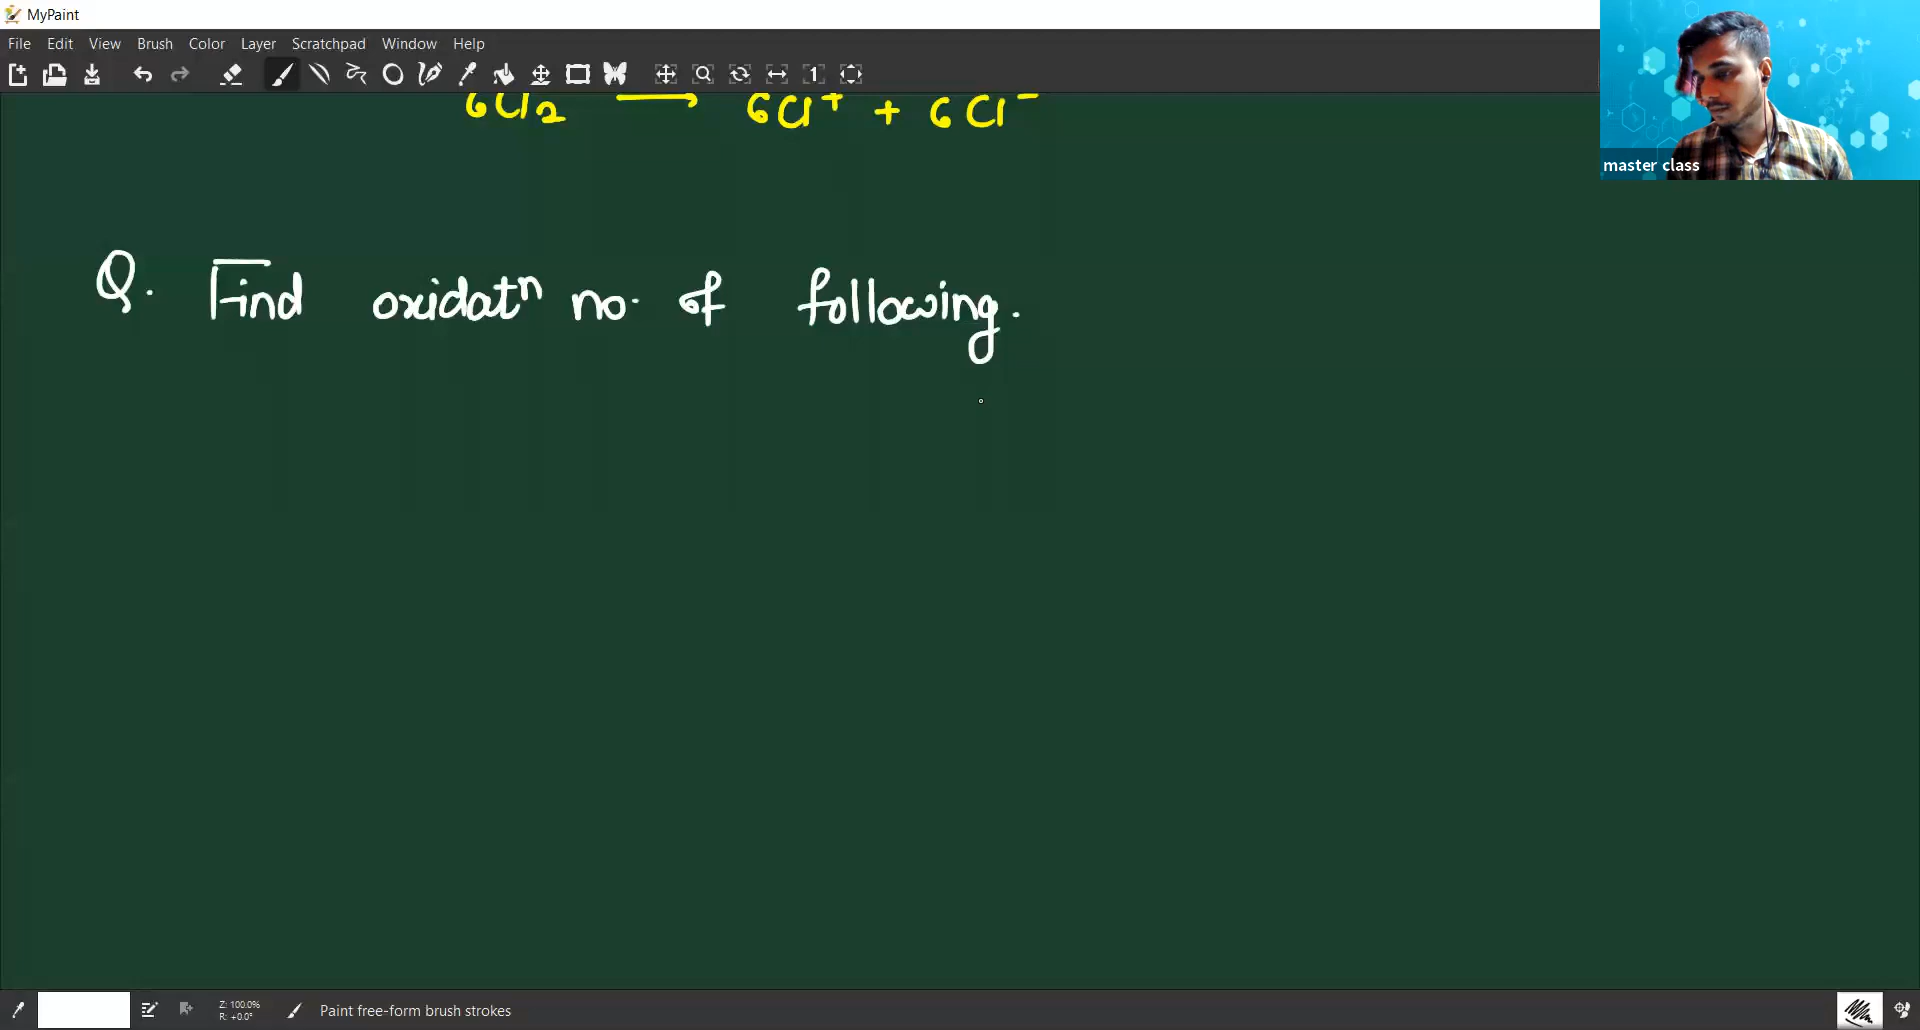 MyPaint
File Edit View Brush Color Layer Scratchpad Window Help
6Cl2 ⟶ 6Cl⁺ + 6Cl⁻
master class
Q. Find oxidatⁿ no. of following.
Z: 100.0%
R: +0.0°
Paint free-form brush strokes